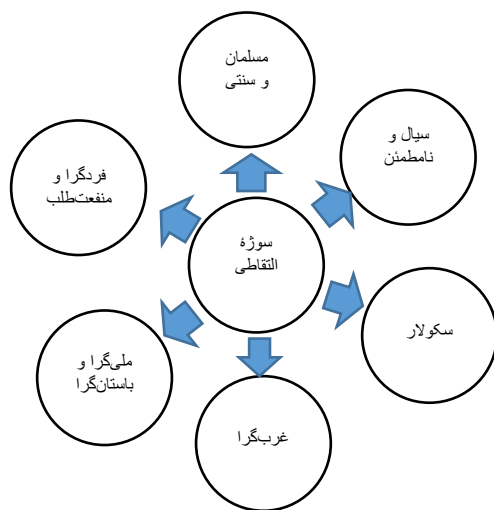 مسلمان
و سنتی
سیال و
نامطمئن
فردگرا و
منفعت‌طلب
سوژۀ
التقاطی
سکولار
ملی‌گرا و
باستان‌گرا
غرب‌گرا